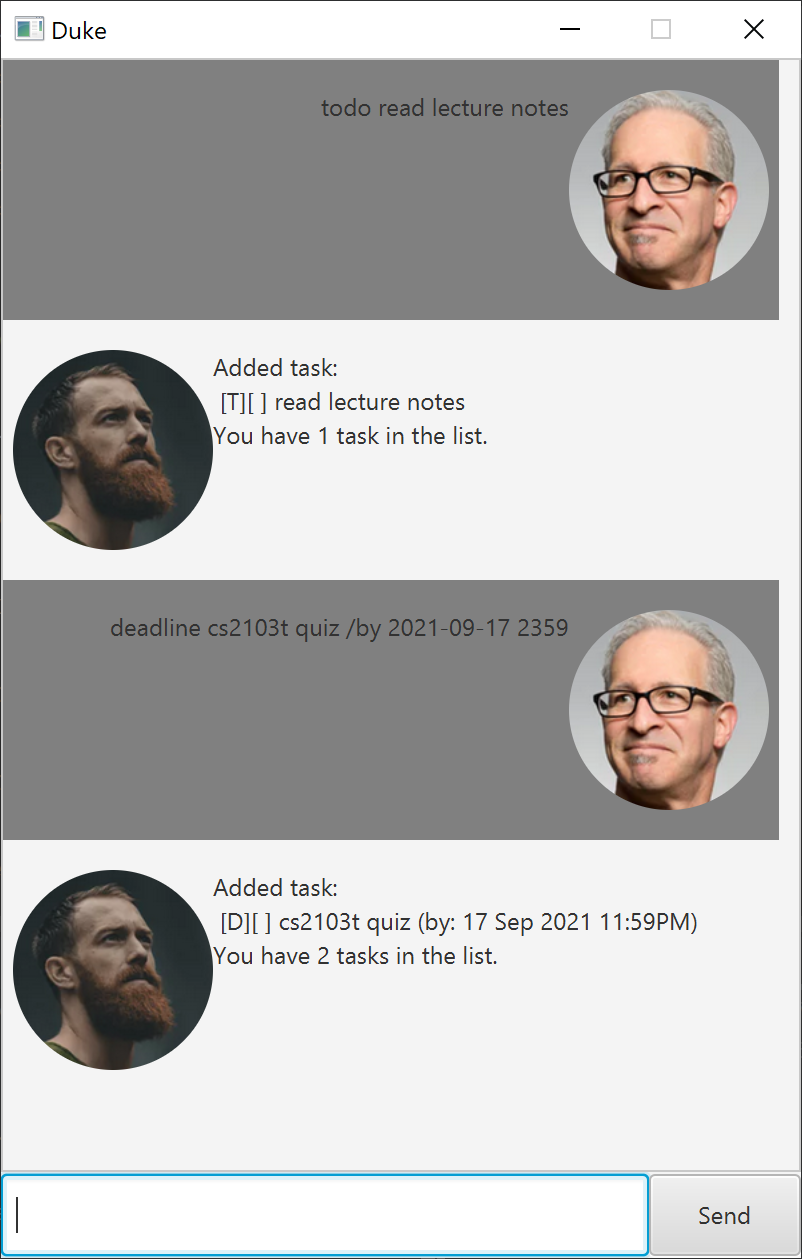 Duke
todo read lecture notes
Added task:
[T][ ] read lecture notes
You have 1 task in the list.
deadline cs2103t quiz /by 2021-09-17 2359
Added task:
[D][ ] cs2103t quiz (by: 17 Sep 2021 11:59PM)
You have 2 tasks in the list.
Send